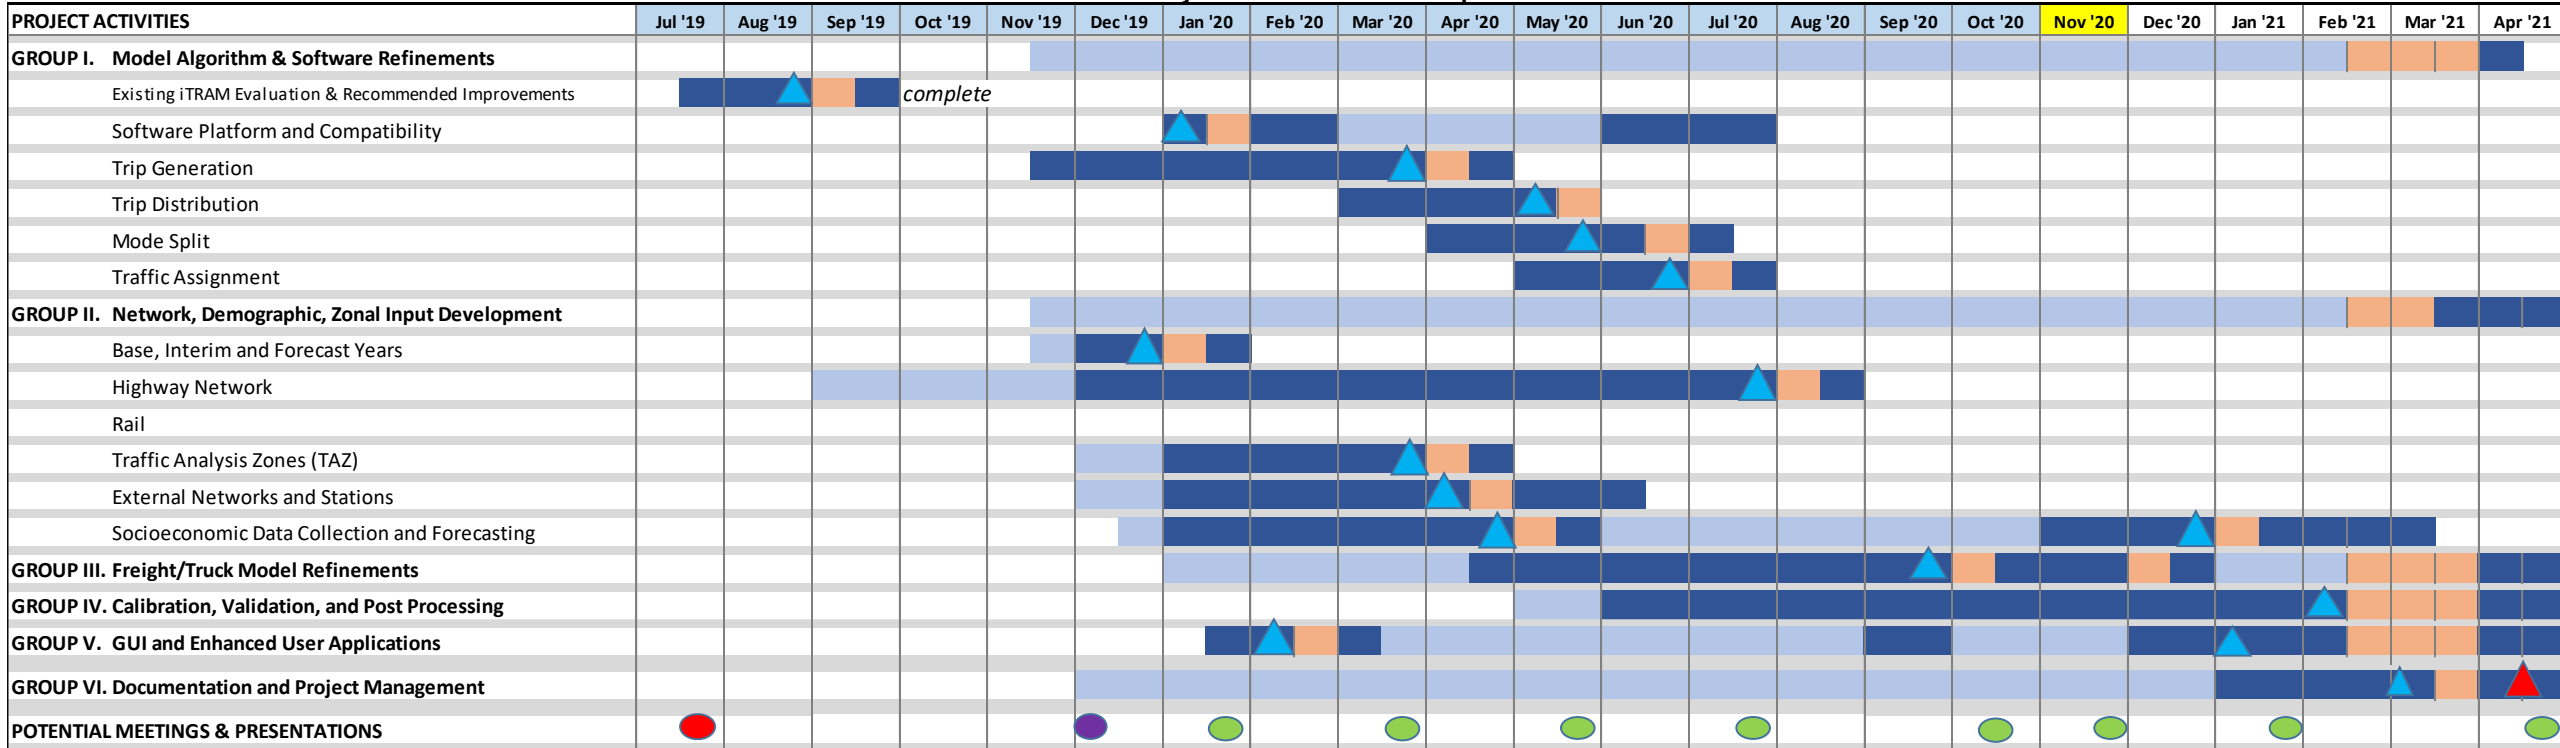 PROJECT ACTIVITIES Jul '19 Aug '19 Sep '19 Oct '19 Nov '19 Dec '19 Jan '20 Feb '20 Mar '20 Apr '20 May '20 Jun '20 Jul '20 Aug '20 Sep '20 Oct '20 Nov '20 Dec '20 Jan '21 Feb '21 Mar '21 Apr '21
GROUP I. Model Algorithm & Software Refinements
Existing iTRAM Evaluation & Recommended Improvements complete
Software Platform and Compatibility
Trip Generation
Trip Distribution
Mode Split
Traffic Assignment
GROUP II. Network, Demographic, Zonal Input Development
Base, Interim and Forecast Years
Highway Network
Rail
Traffic Analysis Zones (TAZ)
External Networks and Stations
Socioeconomic Data Collection and Forecasting
GROUP III. Freight/Truck Model Refinements
GROUP IV. Calibration, Validation, and Post Processing
GROUP V. GUI and Enhanced User Applications
GROUP VI. Documentation and Project Management
POTENTIAL MEETINGS & PRESENTATIONS